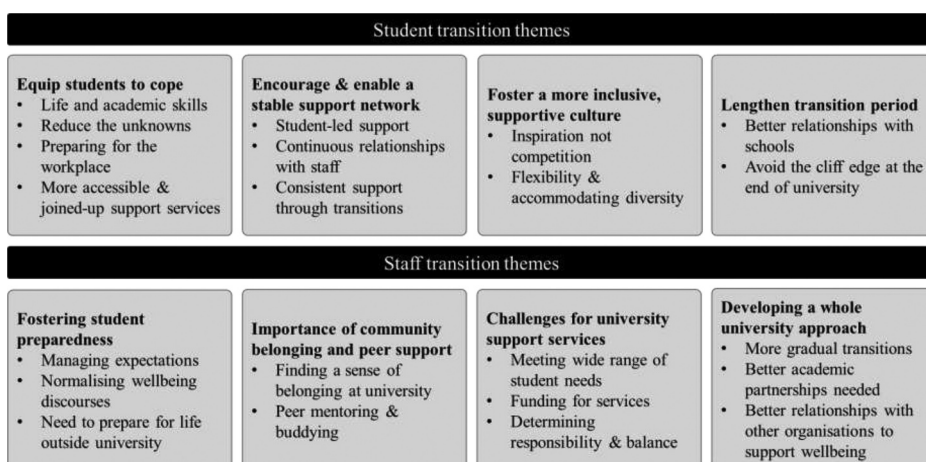 Student transition themes
Equip students to cope
• Life and academic skills
• Reduce the unknowns
• Preparing for the
workplace
• More accessible &
joined-up support services
Encourage & enable a
stable support network
• Student-led support
• Continuous relationships
with staff
• Consistent support
through transitions
Foster a more inclusive,
supportive culture
• Inspiration not
competition
• Flexibility &
accommodating diversity
Lengthen transition period
• Better relationships with
schools
• Avoid the cliff edge at the
end of university
Staff transition themes
Fostering student
preparedness
• Managing expectations
• Normalising wellbeing
discourses
• Need to prepare for life
outside university
Importance of community
belonging and peer support
• Finding a sense of
belonging at university
• Peer mentoring &
buddying
Challenges for university
support services
• Meeting wide range of
student needs
• Funding for services
• Determining
responsibility & balance
Developing a whole
university approach
• More gradual transitions
• Better academic
partnerships needed
• Better relationships with
other organisations to
support wellbeing